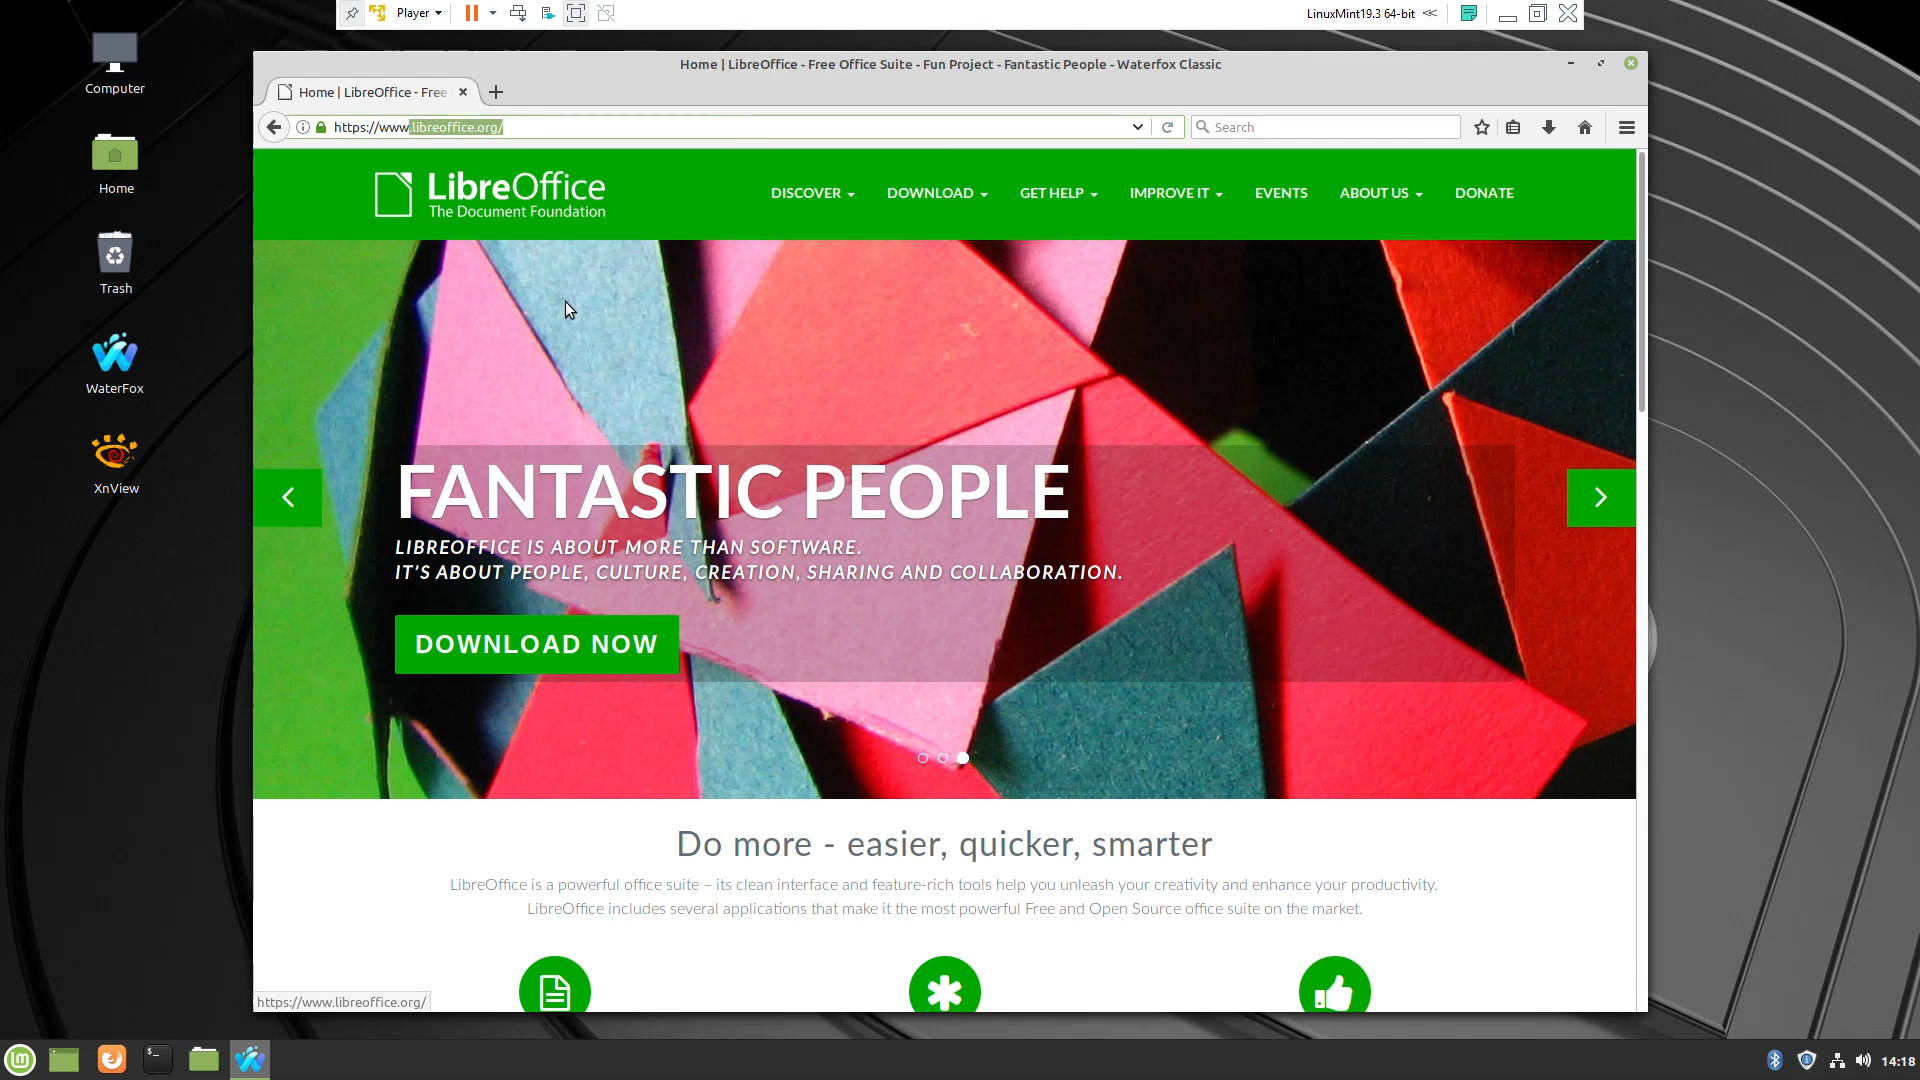 Player
LinuxMint19.3 64-bit
Computer
Home
Trash
WaterFox
XnView
Home | LibreOffice - Free Office Suite - Fun Project - Fantastic People - Waterfox Classic
Home | LibreOffice - Free
https://www.libreoffice.org/
Search
LibreOffice
The Document Foundation
DISCOVER
DOWNLOAD
GET HELP
IMPROVE IT
EVENTS
ABOUT US
DONATE
FANTASTIC PEOPLE
LIBREOFFICE IS ABOUT MORE THAN SOFTWARE.
IT'S ABOUT PEOPLE, CULTURE, CREATION, SHARING AND COLLABORATION.
DOWNLOAD NOW
Do more - easier, quicker, smarter
LibreOffice is a powerful office suite – its clean interface and feature-rich tools help you unleash your creativity and enhance your productivity.
LibreOffice includes several applications that make it the most powerful Free and Open Source office suite on the market.
https://www.libreoffice.org/
14:18